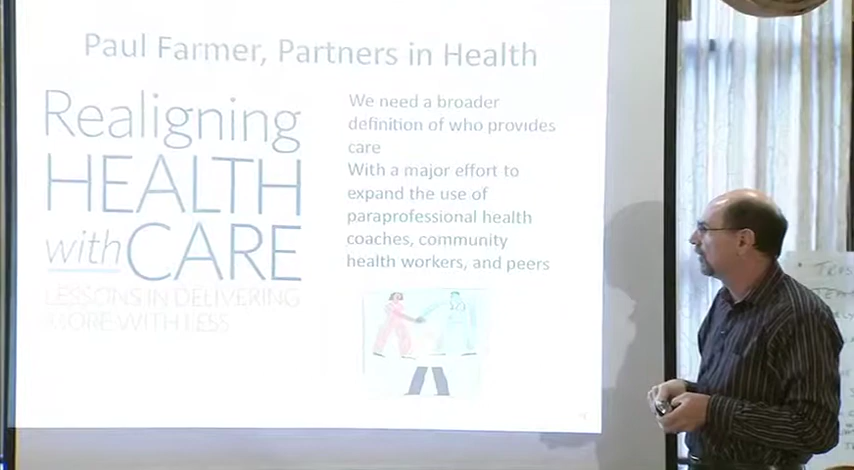 Paul Farmer, Partners in Health
Realigning
HEALTH
with CARE
LESSONS IN DELIVERING
MORE WITH LESS
We need a broader
definition of who provides
care
With a major effort to
expand the use of
paraprofessional health
coaches, community
health workers, and peers